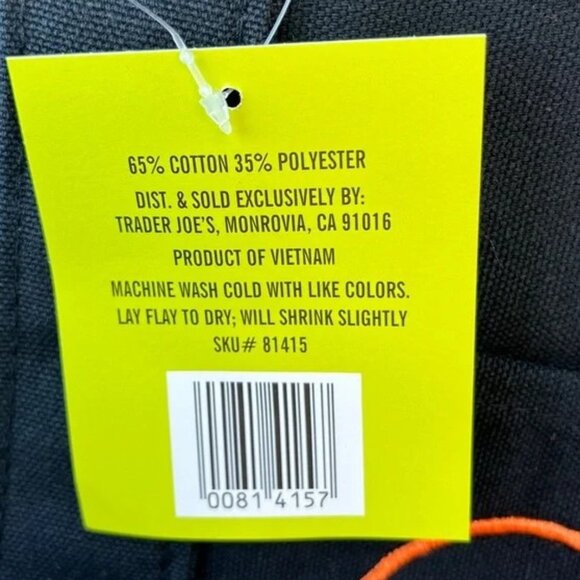 65% COTTON 35% POLYESTER
DIST. & SOLD EXCLUSIVELY BY:
TRADER JOE'S, MONROVIA, CA 91016
PRODUCT OF VIETNAM
MACHINE WASH COLD WITH LIKE COLORS.
LAY FLAY TO DRY; WILL SHRINK SLIGHTLY
SKU# 81415
0081 4157